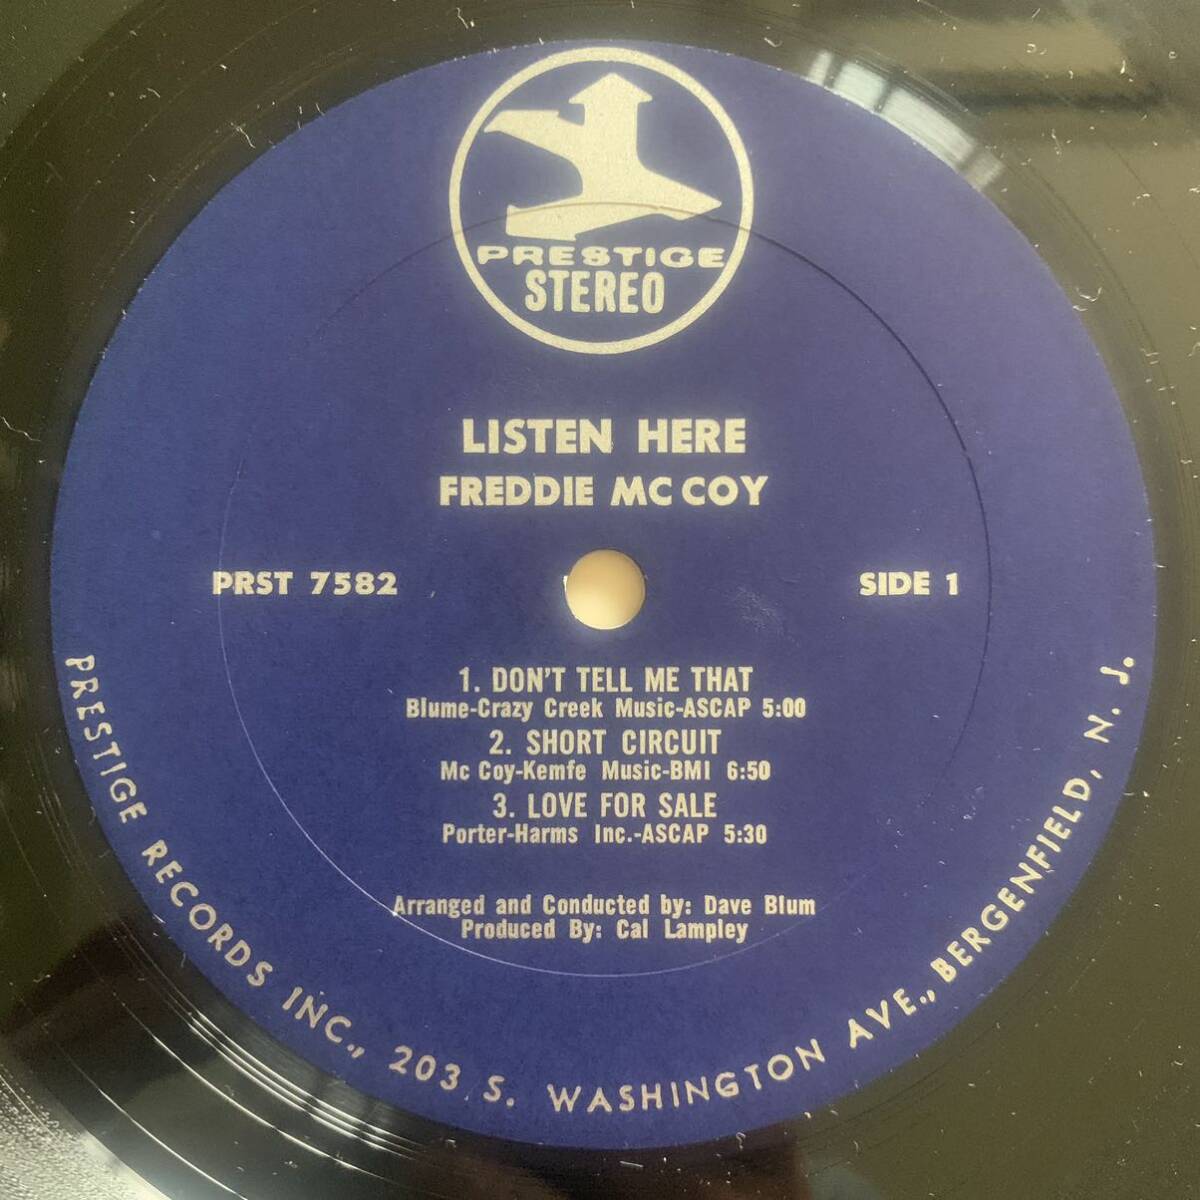 PRESTIGE
STEREO
LISTEN HERE
FREDDIE MC COY
PRST 7582
SIDE 1
1. DON'T TELL ME THAT
Blume-Crazy Creek Music-ASCAP 5:00
2. SHORT CIRCUIT
Mc Coy-Kemfe Music-BMI 6:50
3. LOVE FOR SALE
Porter-Harms Inc.-ASCAP 5:30
Arranged and Conducted by: Dave Blum
Produced By: Cal Lampley
PRESTIGE RECORDS INC., 203 S. WASHINGTON AVE., BERGENFIELD, N. J.